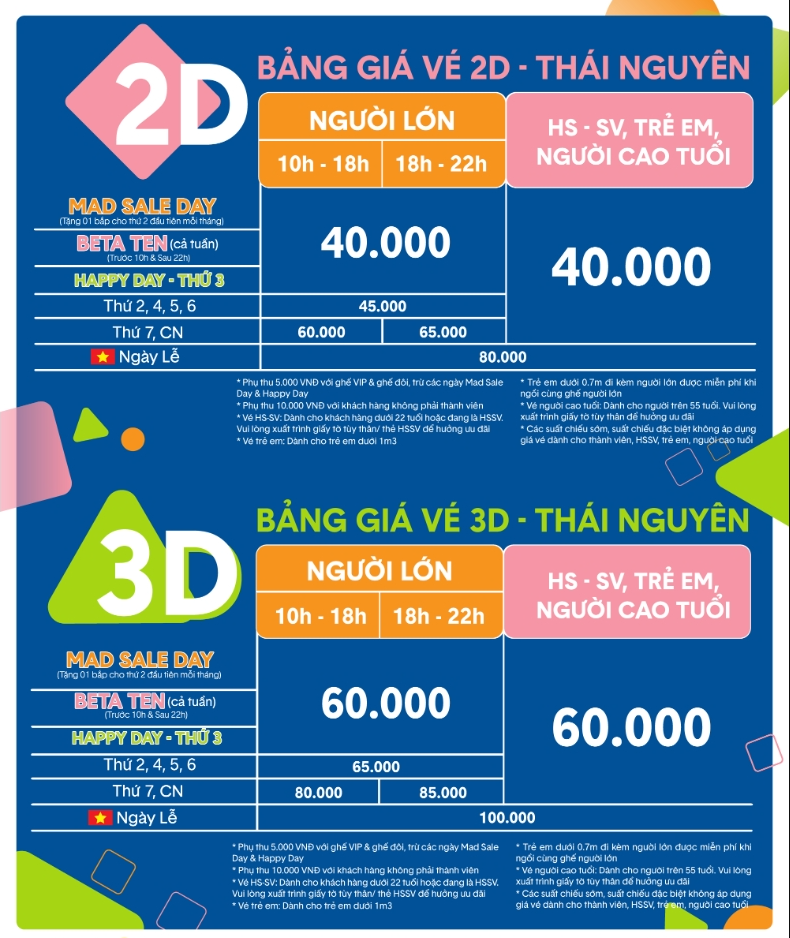 2D
BẢNG GIÁ VÉ 2D - THÁI NGUYÊN
NGƯỜI LỚN
10h - 18h
18h - 22h
HS - SV, TRẺ EM,
NGƯỜI CAO TUỔI
MAD SALE DAY
(Tặng 01 bắp cho thứ 2 đầu tiên mỗi tháng)
BETA TEN (cả tuần)
(Trước 10h & Sau 22h)
HAPPY DAY - THỨ 3
40.000
40.000
Thứ 2, 4, 5, 6
45.000
Thứ 7, CN
60.000
65.000
Ngày Lễ
80.000
* Phụ thu 5.000 VNĐ với ghế VIP & ghế đôi, trừ các ngày Mad Sale
Day & Happy Day
* Phụ thu 10.000 VNĐ với khách hàng không phải thành viên
* Vé HS-SV: Dành cho khách hàng dưới 22 tuổi hoặc đang là HSSV.
Vui lòng xuất trình giấy tờ tùy thân/ thẻ HSSV để hưởng ưu đãi
* Vé trẻ em: Dành cho trẻ em dưới 1m3
* Trẻ em dưới 0.7m đi kèm người lớn được miễn phí khi
ngồi cùng ghế người lớn
* Vé người cao tuổi: Dành cho người trên 55 tuổi. Vui lòng
xuất trình giấy tờ tùy thân để hưởng ưu đãi
* Các suất chiếu sớm, suất chiếu đặc biệt không áp dụng
giá vé dành cho thành viên, HSSV, trẻ em, người cao tuổi
3D
BẢNG GIÁ VÉ 3D - THÁI NGUYÊN
NGƯỜI LỚN
10h - 18h
18h - 22h
HS - SV, TRẺ EM,
NGƯỜI CAO TUỔI
MAD SALE DAY
(Tặng 01 bắp cho thứ 2 đầu tiên mỗi tháng)
BETA TEN (cả tuần)
(Trước 10h & Sau 22h)
HAPPY DAY - THỨ 3
60.000
60.000
Thứ 2, 4, 5, 6
65.000
Thứ 7, CN
80.000
85.000
Ngày Lễ
100.000
* Phụ thu 5.000 VNĐ với ghế VIP & ghế đôi, trừ các ngày Mad Sale
Day & Happy Day
* Phụ thu 10.000 VNĐ với khách hàng không phải thành viên
* Vé HS-SV: Dành cho khách hàng dưới 22 tuổi hoặc đang là HSSV.
Vui lòng xuất trình giấy tờ tùy thân/ thẻ HSSV để hưởng ưu đãi
* Vé trẻ em: Dành cho trẻ em dưới 1m3
* Trẻ em dưới 0.7m đi kèm người lớn được miễn phí khi
ngồi cùng ghế người lớn
* Vé người cao tuổi: Dành cho người trên 55 tuổi. Vui lòng
xuất trình giấy tờ tùy thân để hưởng ưu đãi
* Các suất chiếu sớm, suất chiếu đặc biệt không áp dụng
giá vé dành cho thành viên, HSSV, trẻ em, người cao tuổi